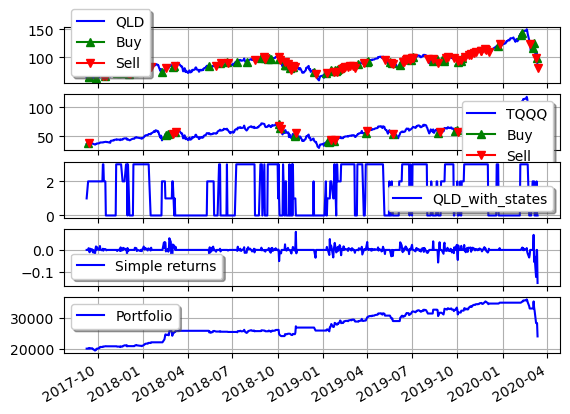 150
100
QLD
Buy
Sell
100
50
TQQQ
Buy
Sell
2
0
QLD_with_states
0.0
−0.1
Simple returns
30000
20000
Portfolio
2017-10
2018-01
2018-04
2018-07
2018-10
2019-01
2019-04
2019-07
2019-10
2020-01
2020-04